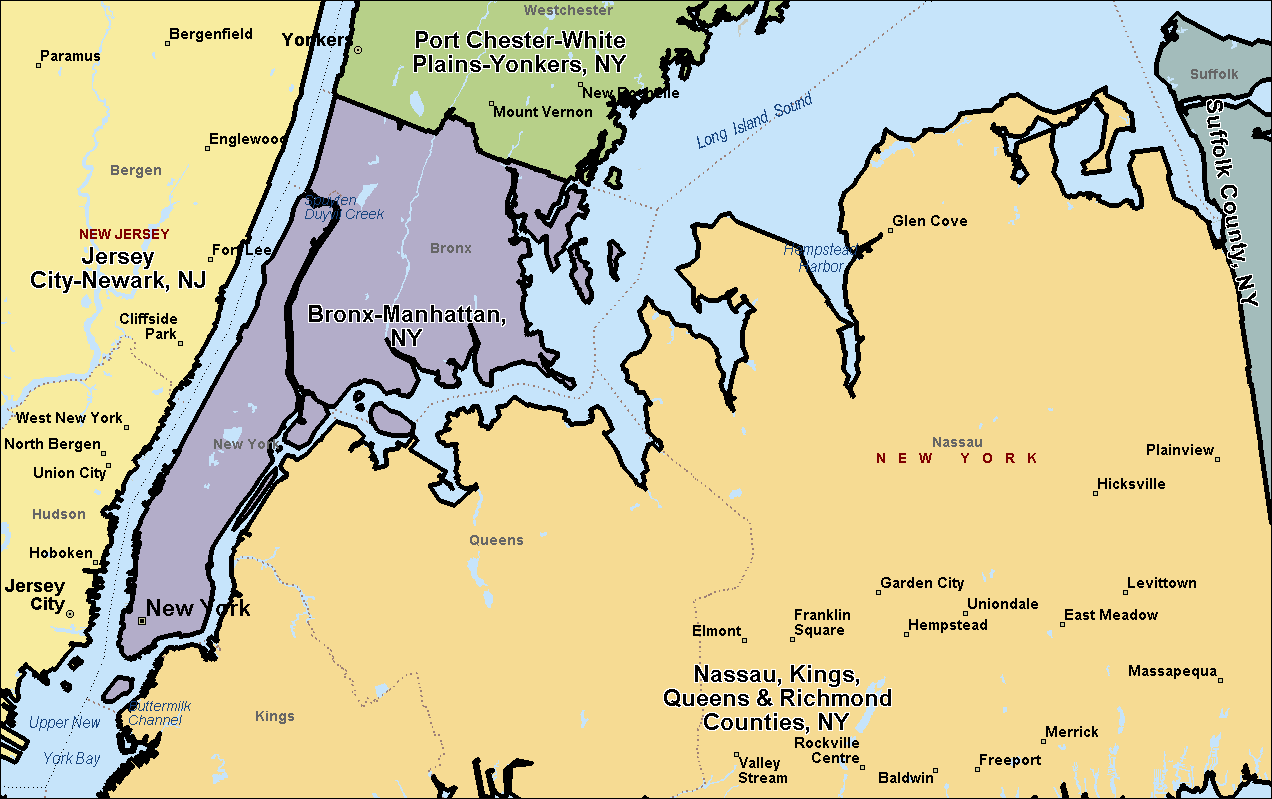 Westchester
Bergenfield
Yonkers
Port Chester-White
Plains-Yonkers, NY
Paramus
Suffolk
New Rochelle
Mount Vernon
Long Island Sound
Englewood
Bergen
Suffolk County, NY
Spuyten
Duyvil Creek
NEW JERSEY
Glen Cove
Fort Lee
Bronx
Hempstead
Harbor
Jersey
City-Newark, NJ
Bronx-Manhattan,
NY
Cliffside
Park
West New York
North Bergen
New York
Nassau
NEW YORK
Plainview
Union City
Hicksville
Hudson
Queens
Hoboken
Jersey
City
New York
Garden City
Levittown
Uniondale
Franklin
Square
East Meadow
Hempstead
Elmont
Nassau, Kings,
Queens & Richmond
Counties, NY
Massapequa
Buttermilk
Channel
Kings
Upper New
York Bay
Merrick
Rockville
Centre
Valley
Stream
Freeport
Baldwin